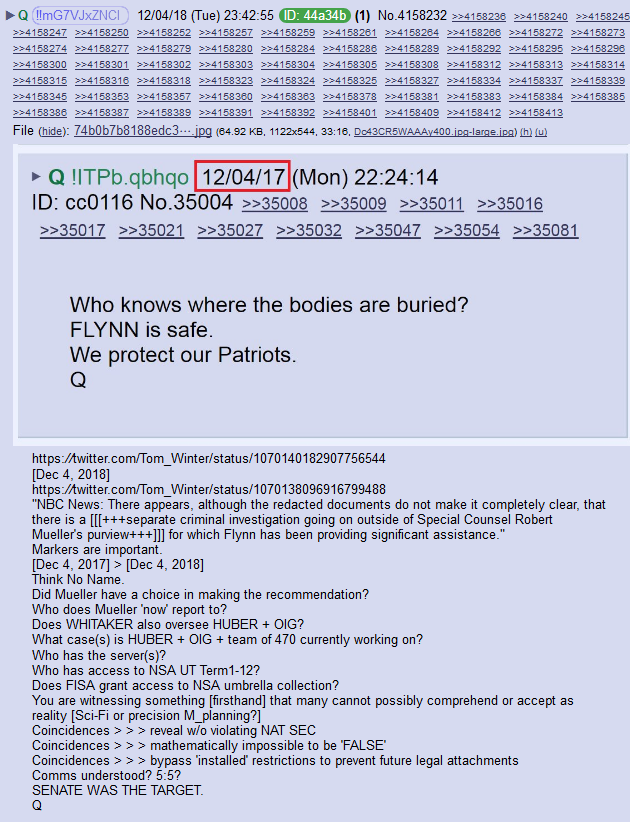 ▶ Q !!mG7VJxZNCI 12/04/18 (Tue) 23:42:55 ID: 44a34b (1) No.4158232 >>4158236 >>4158240 >>4158245
>>4158247 >>4158250 >>4158252 >>4158257 >>4158259 >>4158261 >>4158264 >>4158266 >>4158272 >>4158273
>>4158274 >>4158277 >>4158279 >>4158280 >>4158284 >>4158286 >>4158289 >>4158292 >>4158295 >>4158296
>>4158300 >>4158301 >>4158302 >>4158303 >>4158304 >>4158305 >>4158308 >>4158312 >>4158313 >>4158314
>>4158315 >>4158316 >>4158318 >>4158323 >>4158324 >>4158325 >>4158327 >>4158334 >>4158337 >>4158339
>>4158345 >>4158353 >>4158357 >>4158360 >>4158363 >>4158378 >>4158381 >>4158383 >>4158384 >>4158385
>>4158386 >>4158387 >>4158389 >>4158391 >>4158392 >>4158401 >>4158409 >>4158412 >>4158413
File (hide): 74b0b7b8188edc3⋯.jpg (64.92 KB, 1122x544, 33:16, Dc43CR5WAAAy400.jpg-large.jpg) (h) (u)
▶ Q !ITPb.qbhqo 12/04/17 (Mon) 22:24:14
ID: cc0116 No.35004 >>35008 >>35009 >>35011 >>35016
>>35017 >>35021 >>35027 >>35032 >>35047 >>35054 >>35081
Who knows where the bodies are buried?
FLYNN is safe.
We protect our Patriots.
Q
https://twitter.com/Tom_Winter/status/1070140182907756544
[Dec 4, 2018]
https://twitter.com/Tom_Winter/status/1070138096916799488
"NBC News: There appears, although the redacted documents do not make it completely clear, that
there is a [[[+++separate criminal investigation going on outside of Special Counsel Robert
Mueller's purview+++]]] for which Flynn has been providing significant assistance."
Markers are important.
[Dec 4, 2017] > [Dec 4, 2018]
Think No Name.
Did Mueller have a choice in making the recommendation?
Who does Mueller 'now' report to?
Does WHITAKER also oversee HUBER + OIG?
What case(s) is HUBER + OIG + team of 470 currently working on?
Who has the server(s)?
Who has access to NSA UT Term1-12?
Does FISA grant access to NSA umbrella collection?
You are witnessing something [firsthand] that many cannot possibly comprehend or accept as
reality [Sci-Fi or precision M_planning?]
Coincidences > > > reveal w/o violating NAT SEC
Coincidences > > > mathematically impossible to be 'FALSE'
Coincidences > > > bypass 'installed' restrictions to prevent future legal attachments
Comms understood? 5:5?
SENATE WAS THE TARGET.
Q